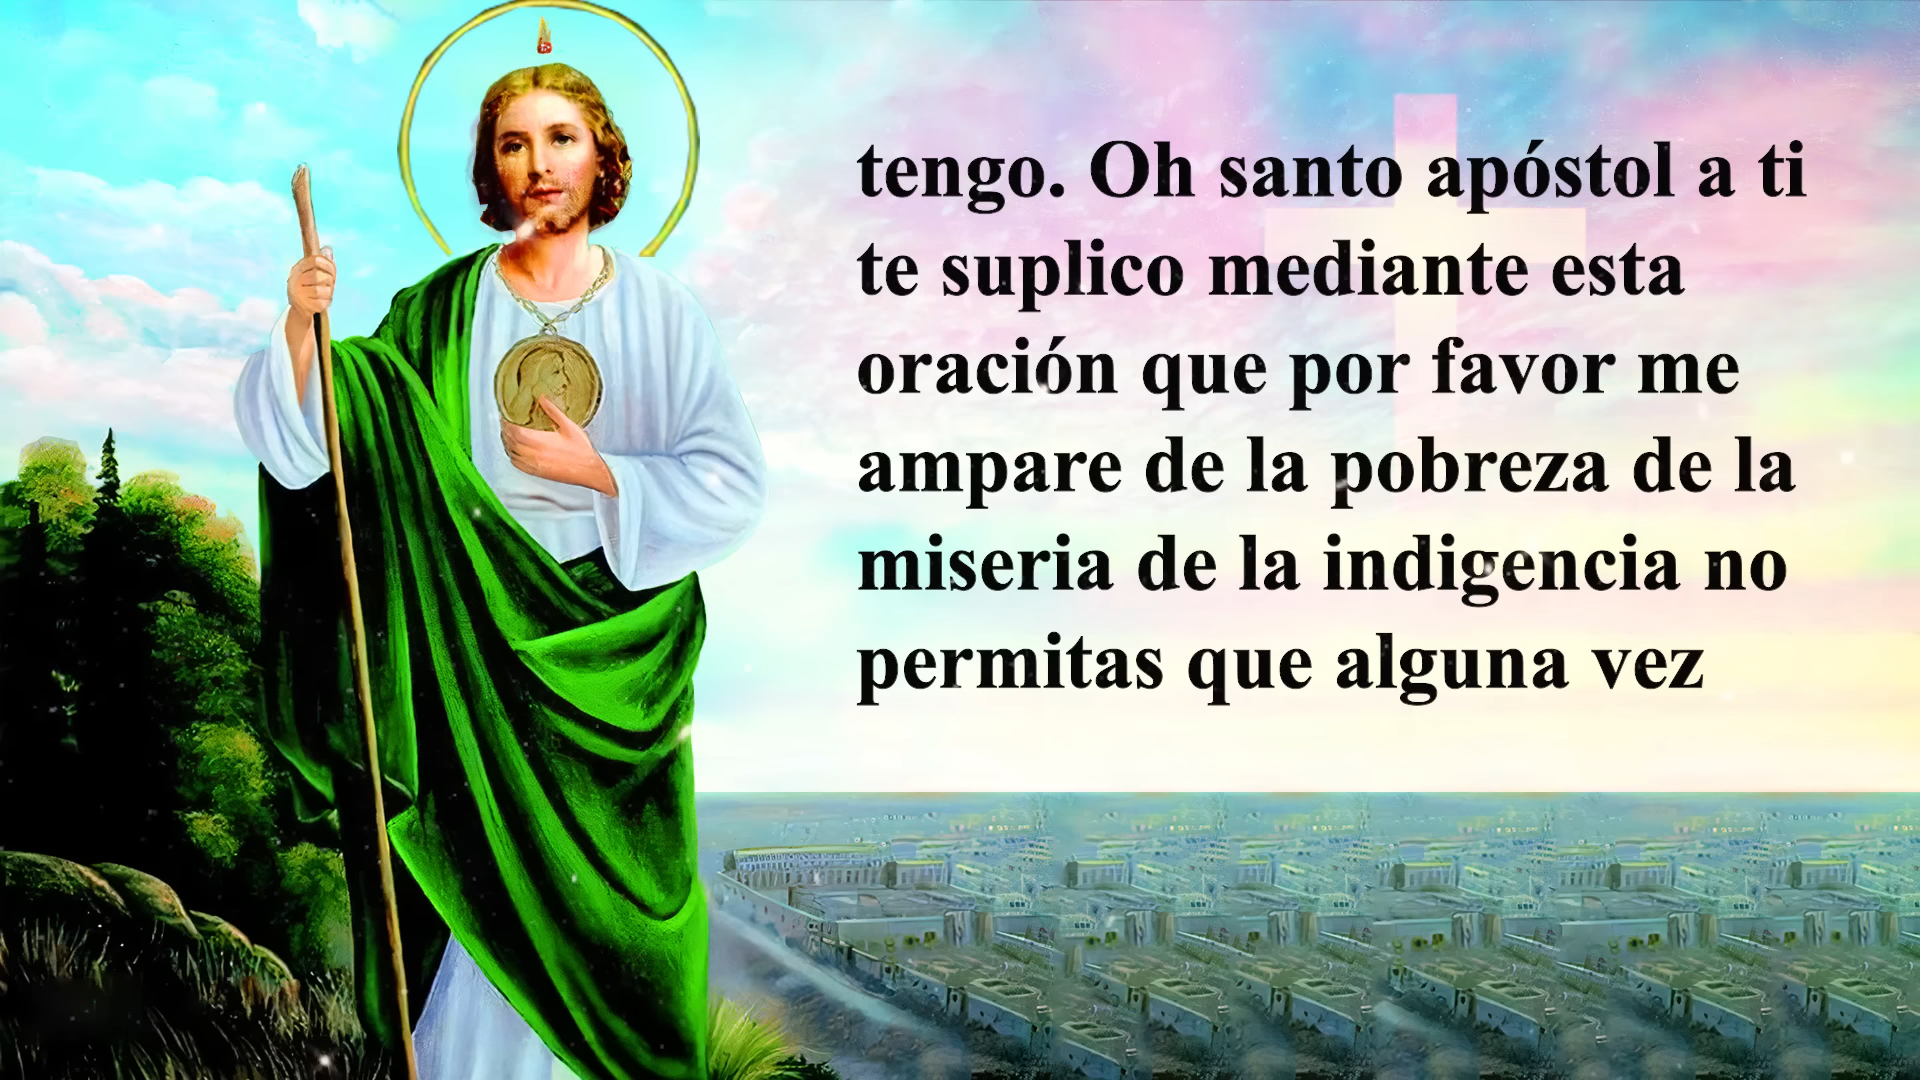 tengo. Oh santo apóstol a ti
te suplico mediante esta
oración que por favor me
ampare de la pobreza de la
miseria de la indigencia no
permitas que alguna vez